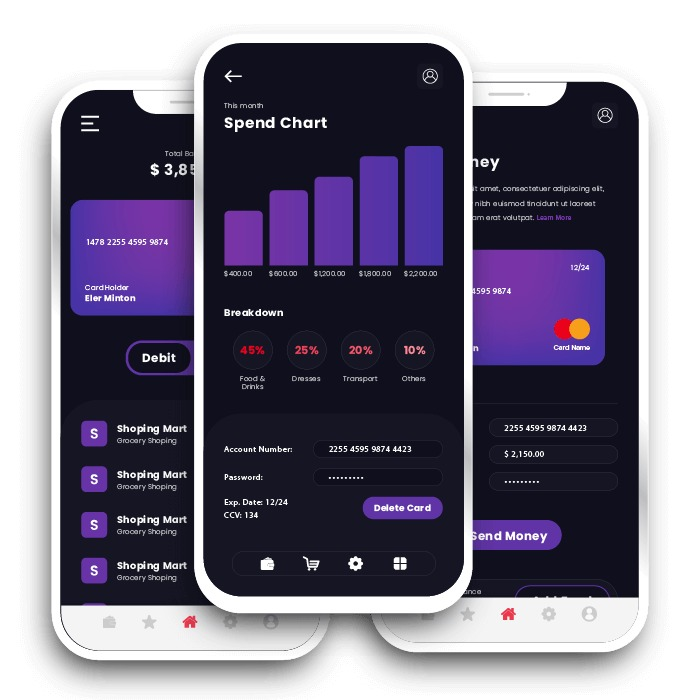 Total Ba
$ 3,85
1478 2255 4595 9874
Card Holder
Eler Minton
Debit
S
Shoping Mart
Grocery Shoping
S
Shoping Mart
Grocery Shoping
S
Shoping Mart
Grocery Shoping
S
Shoping Mart
Grocery Shoping
This month
Spend Chart
$400.00 $600.00 $1,200.00 $1,800.00 $2,200.00
Breakdown
45% 25% 20% 10%
Food & Dresses Transport Others
Drinks
Account Number: 2255 4595 9874 4423
Password: •••••••••
Exp. Date: 12/24
CCV: 134
Delete Card
ney
it amet, consectetuer adipiscing elit,
nibh euismod tincidunt ut laoreet
am erat volutpat. Learn More
12/24
4595 9874
n
Card Name
2255 4595 9874 4423
$ 2,150.00
•••••••••
Send Money
ance